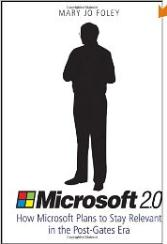 MARY JO FOLEY
Microsoft 2.0
How Microsoft Plans to Stay Relevant
in the Post-Gates Era